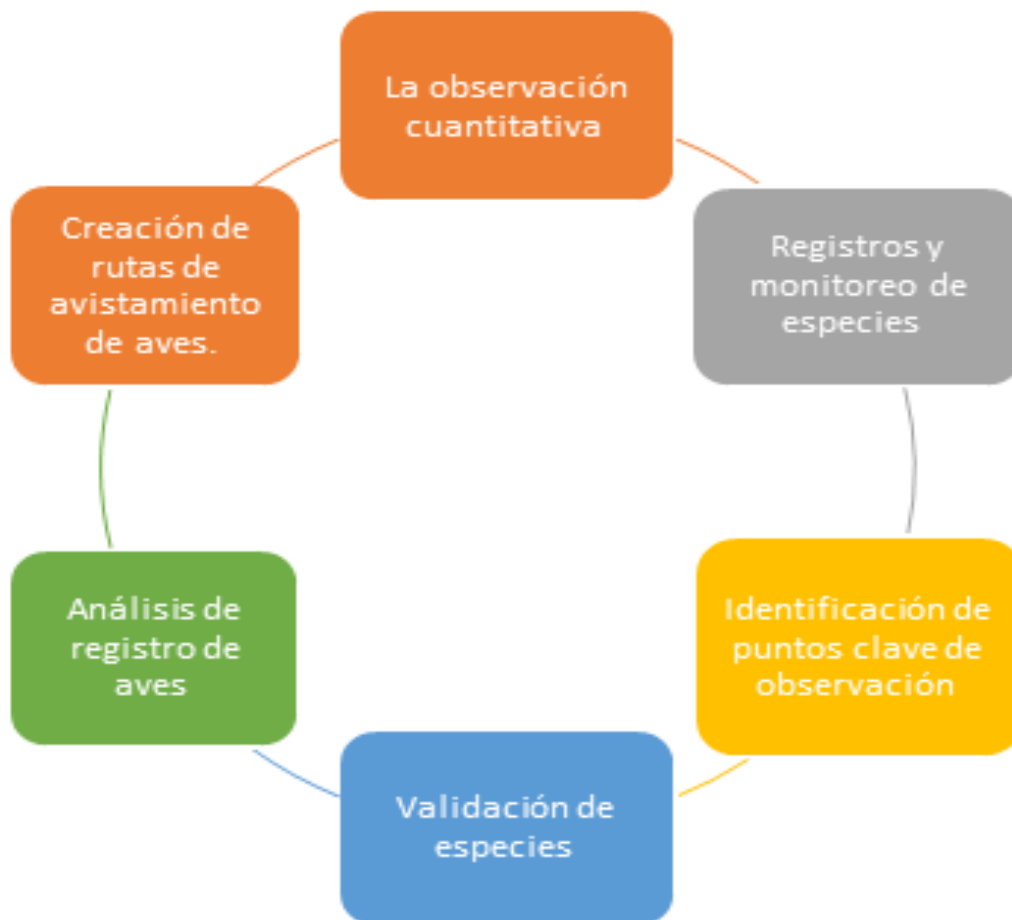 La observación
cuantitativa
Registros y
monitoreo de
especies
Identificación de
puntos clave de
observación
Validación de
especies
Análisis de
registro de
aves
Creación de
rutas de
avistamiento
de aves.